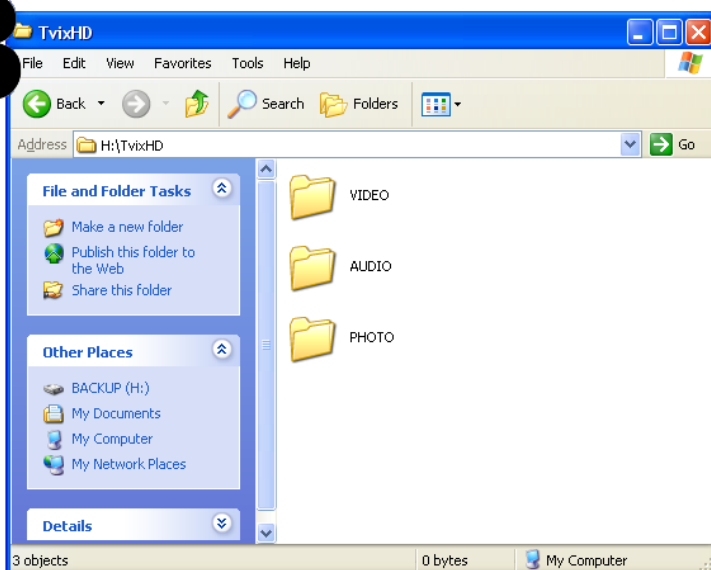 TvixHD
File Edit View Favorites Tools Help
Back Search Folders
Address H:\TvixHD Go
File and Folder Tasks
Make a new folder
Publish this folder to
the Web
Share this folder
Other Places
BACKUP (H:)
My Documents
My Computer
My Network Places
Details
VIDEO
AUDIO
PHOTO
3 objects 0 bytes My Computer